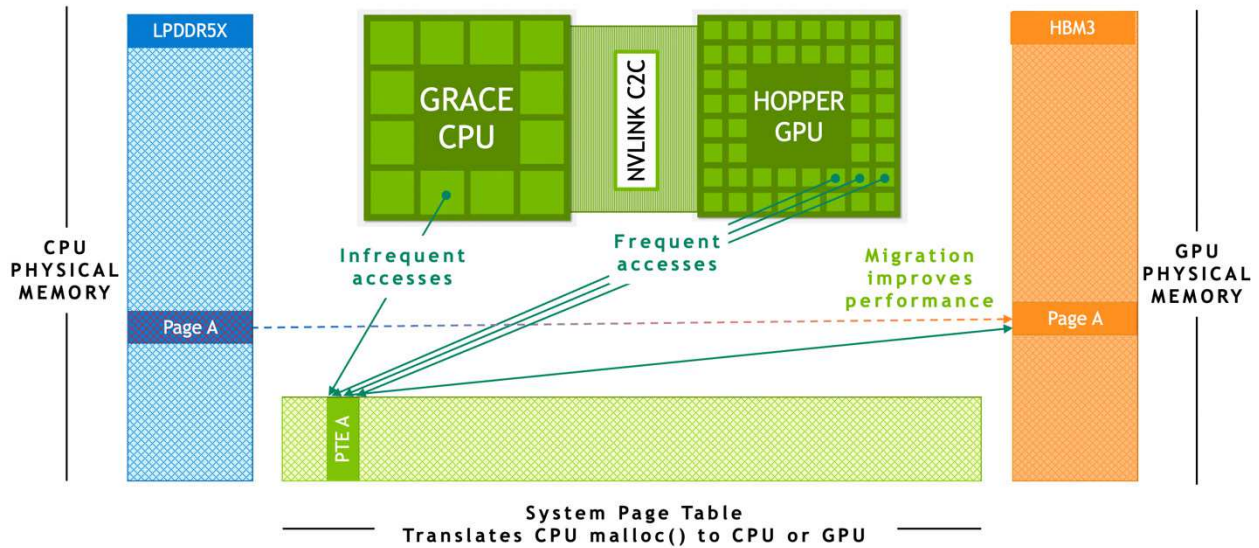 LPDDR5X
GRACE
CPU
NVLINK C2C
HOPPER
GPU
HBM3
CPU
PHYSICAL
MEMORY
Infrequent
accesses
Frequent
accesses
Migration
improves
performance
GPU
PHYSICAL
MEMORY
Page A
Page A
PTE A
System Page Table
Translates CPU malloc() to CPU or GPU